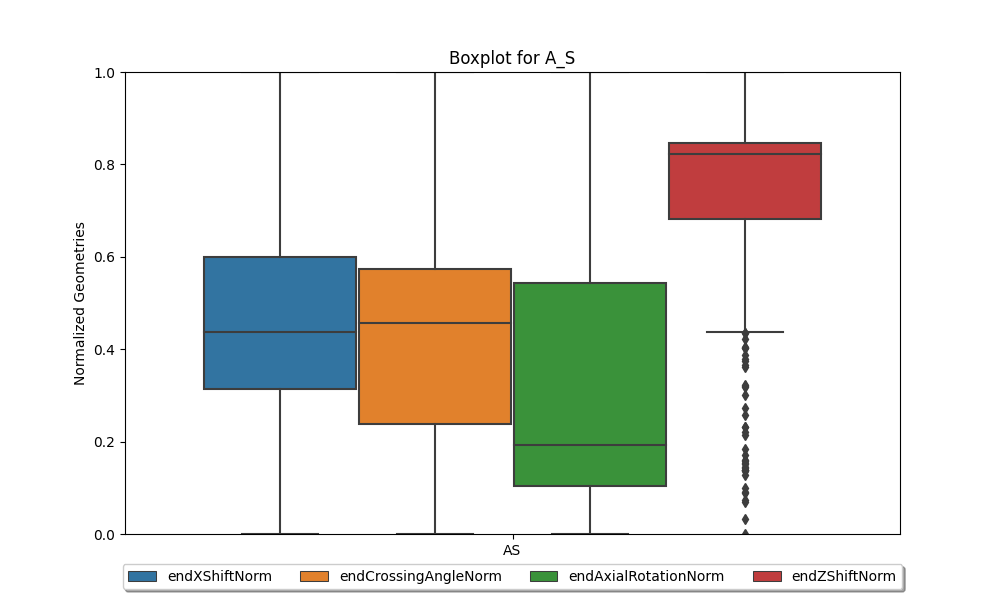 Boxplot for A_S
1.0
0.8
0.6
0.4
0.2
0.0
Normalized Geometries
AS
endXShiftNorm endCrossingAngleNorm endAxialRotationNorm endZShiftNorm